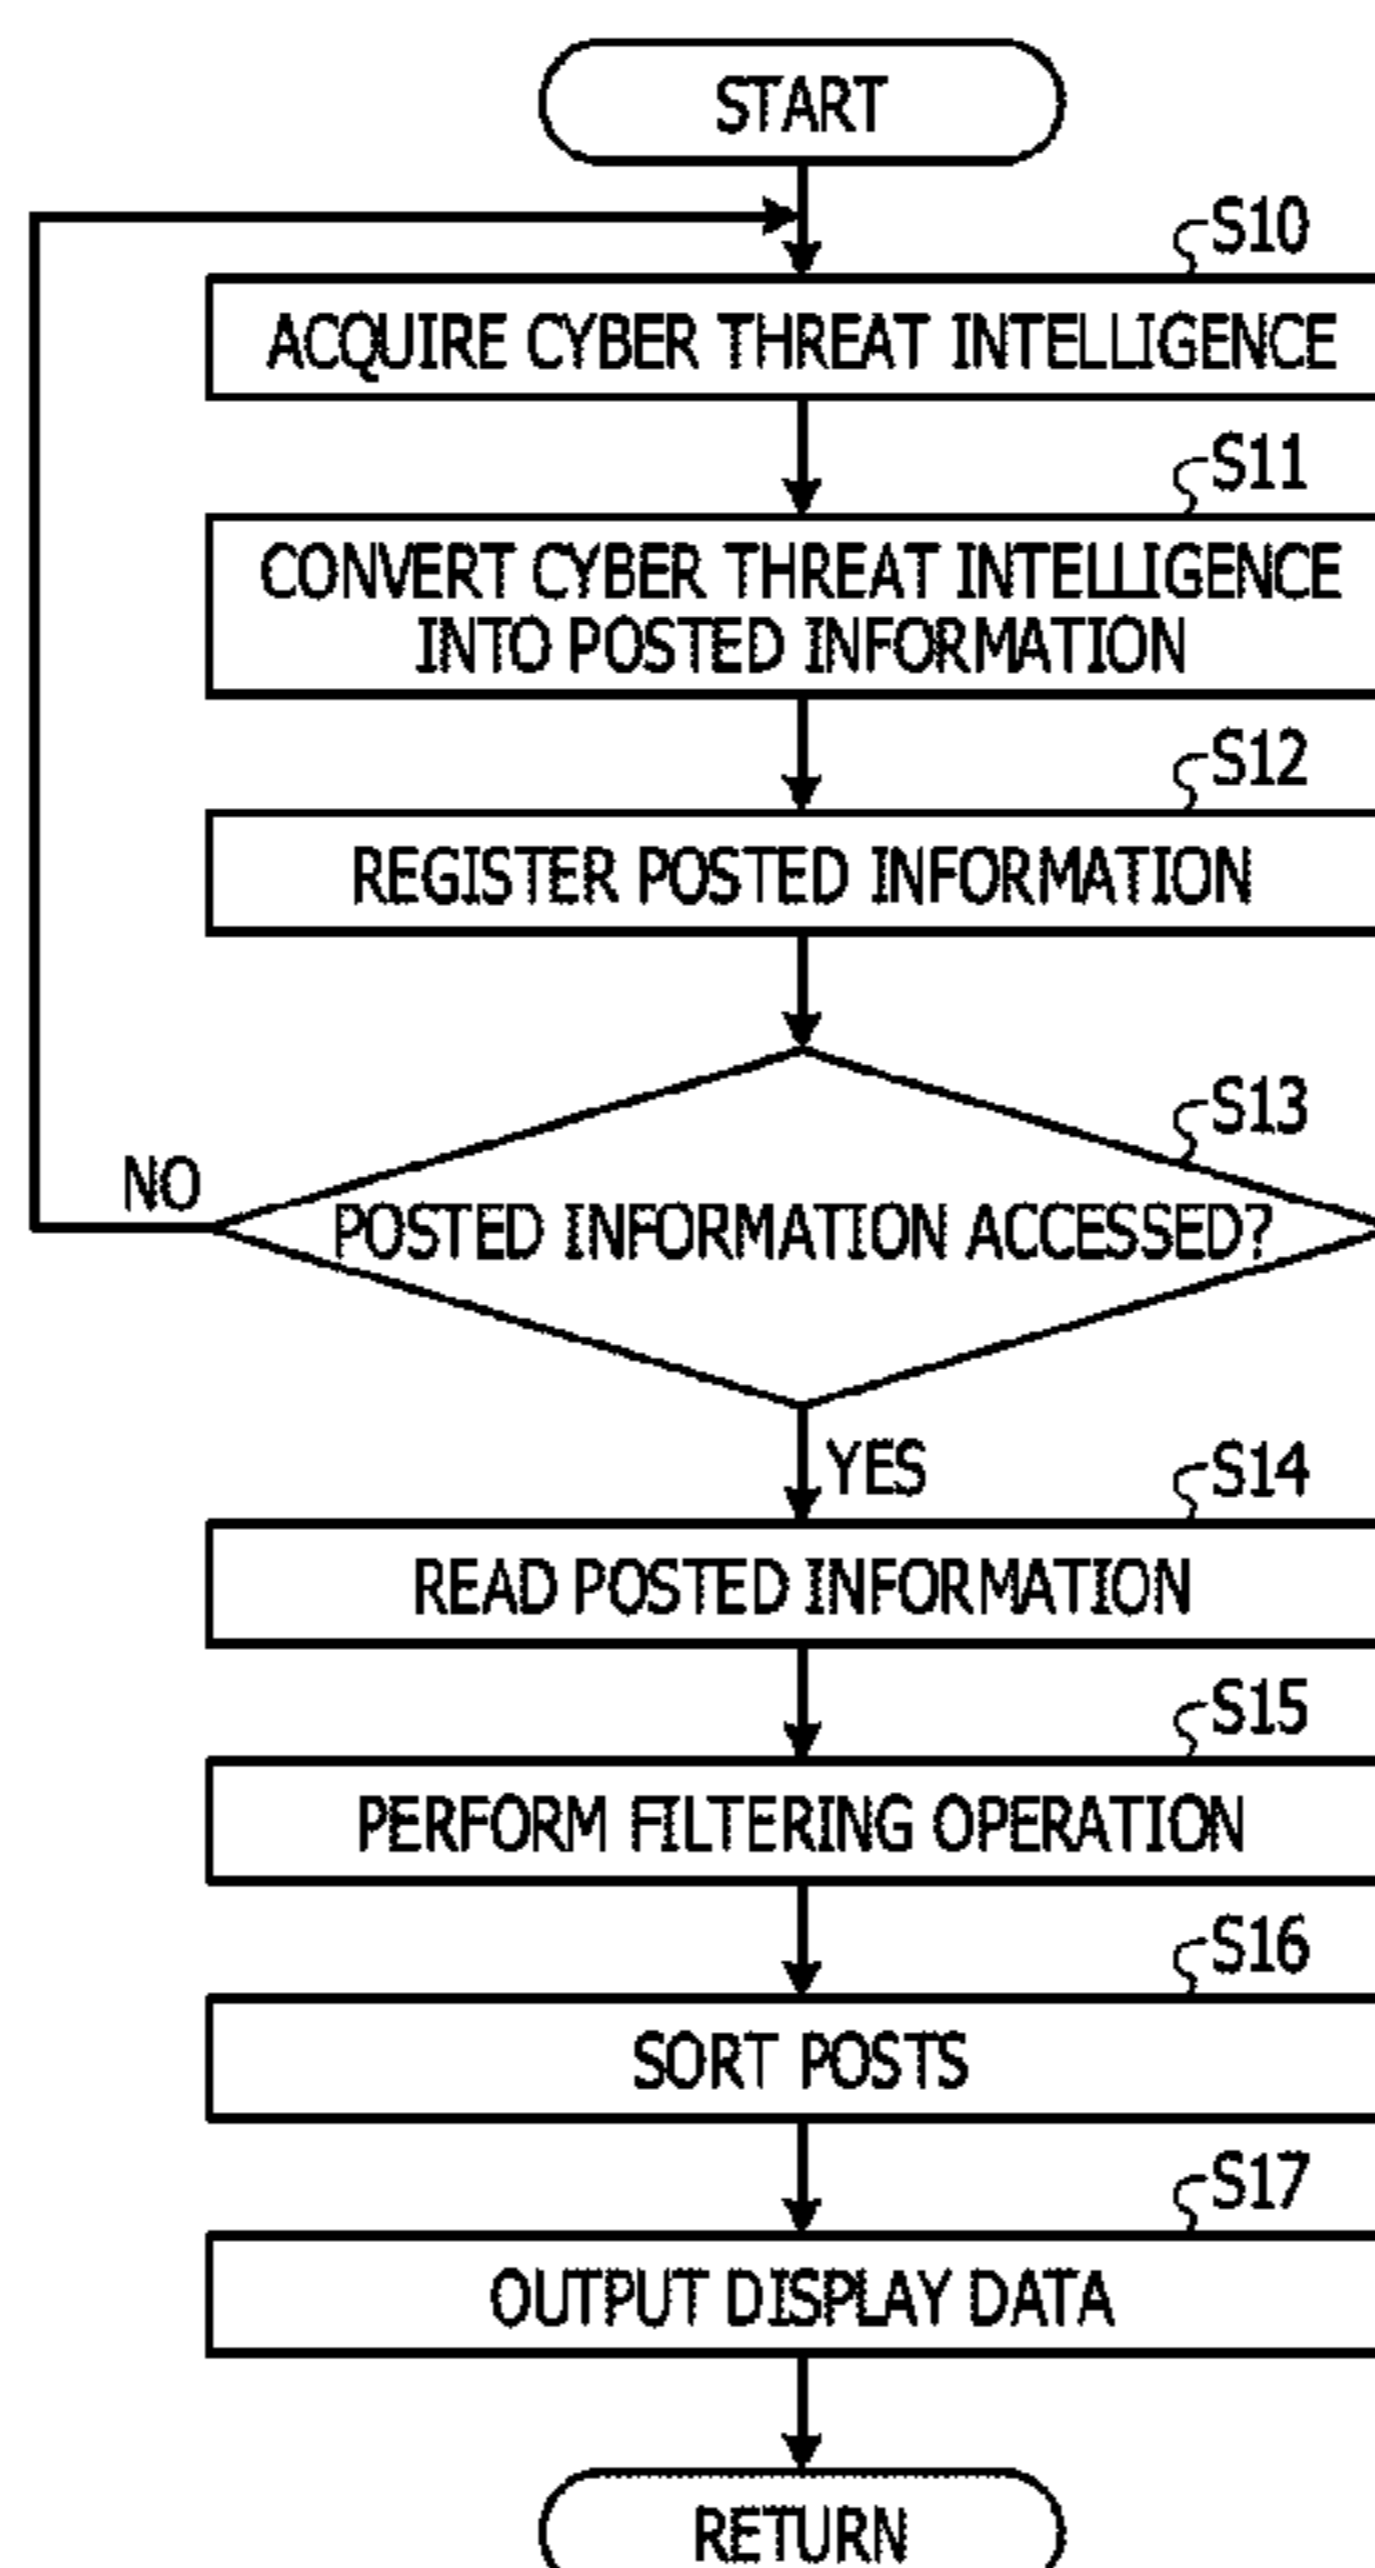 START
S10
ACQUIRE CYBER THREAT INTELLIGENCE
S11
CONVERT CYBER THREAT INTELLIGENCE
INTO POSTED INFORMATION
S12
REGISTER POSTED INFORMATION
S13
NO
POSTED INFORMATION ACCESSED?
YES
S14
READ POSTED INFORMATION
S15
PERFORM FILTERING OPERATION
S16
SORT POSTS
S17
OUTPUT DISPLAY DATA
RETURN